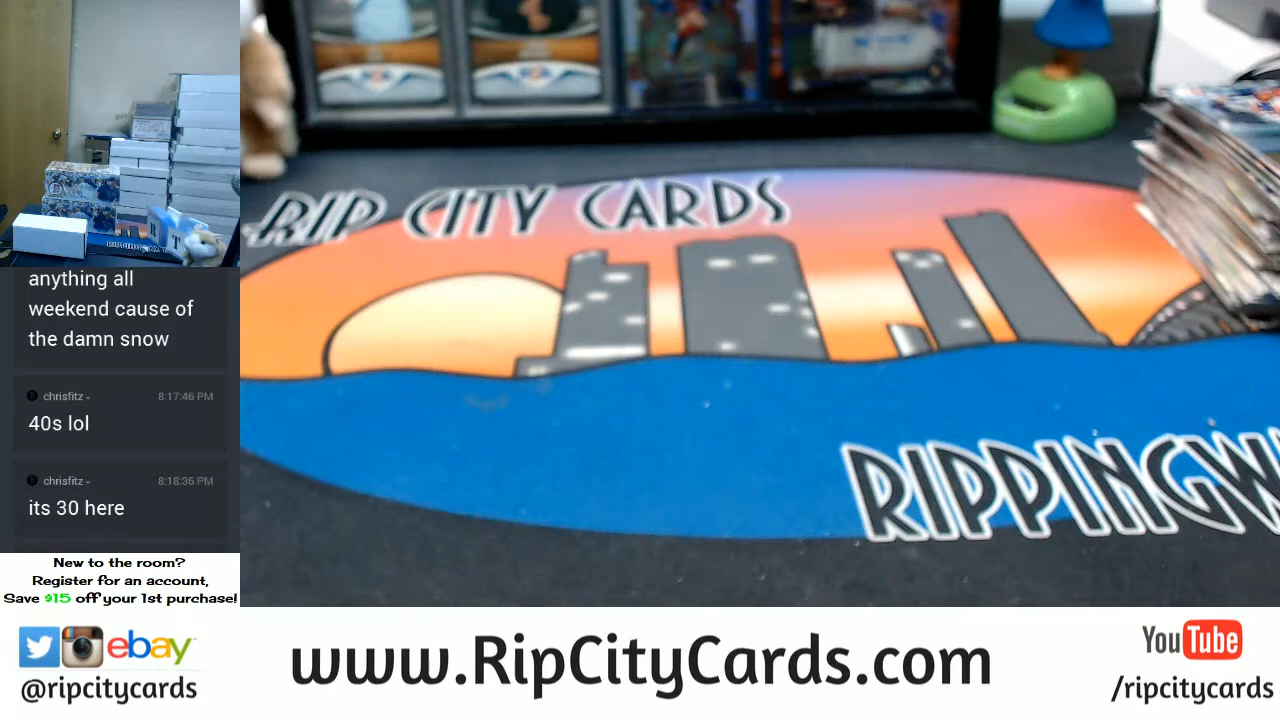 RIP CITY CARDS
RIPPINGW
RIPPINGWA
R
T
anything all
weekend cause of
the damn snow
chrisfitz
8:17:46 PM
40s lol
chrisfitz
8:18:36 PM
its 30 here
New to the room?
Register for an account,
Save $15 off your 1st purchase!
ebay
@ripcitycards
www.RipCityCards.com
YouTube
/ripcitycards